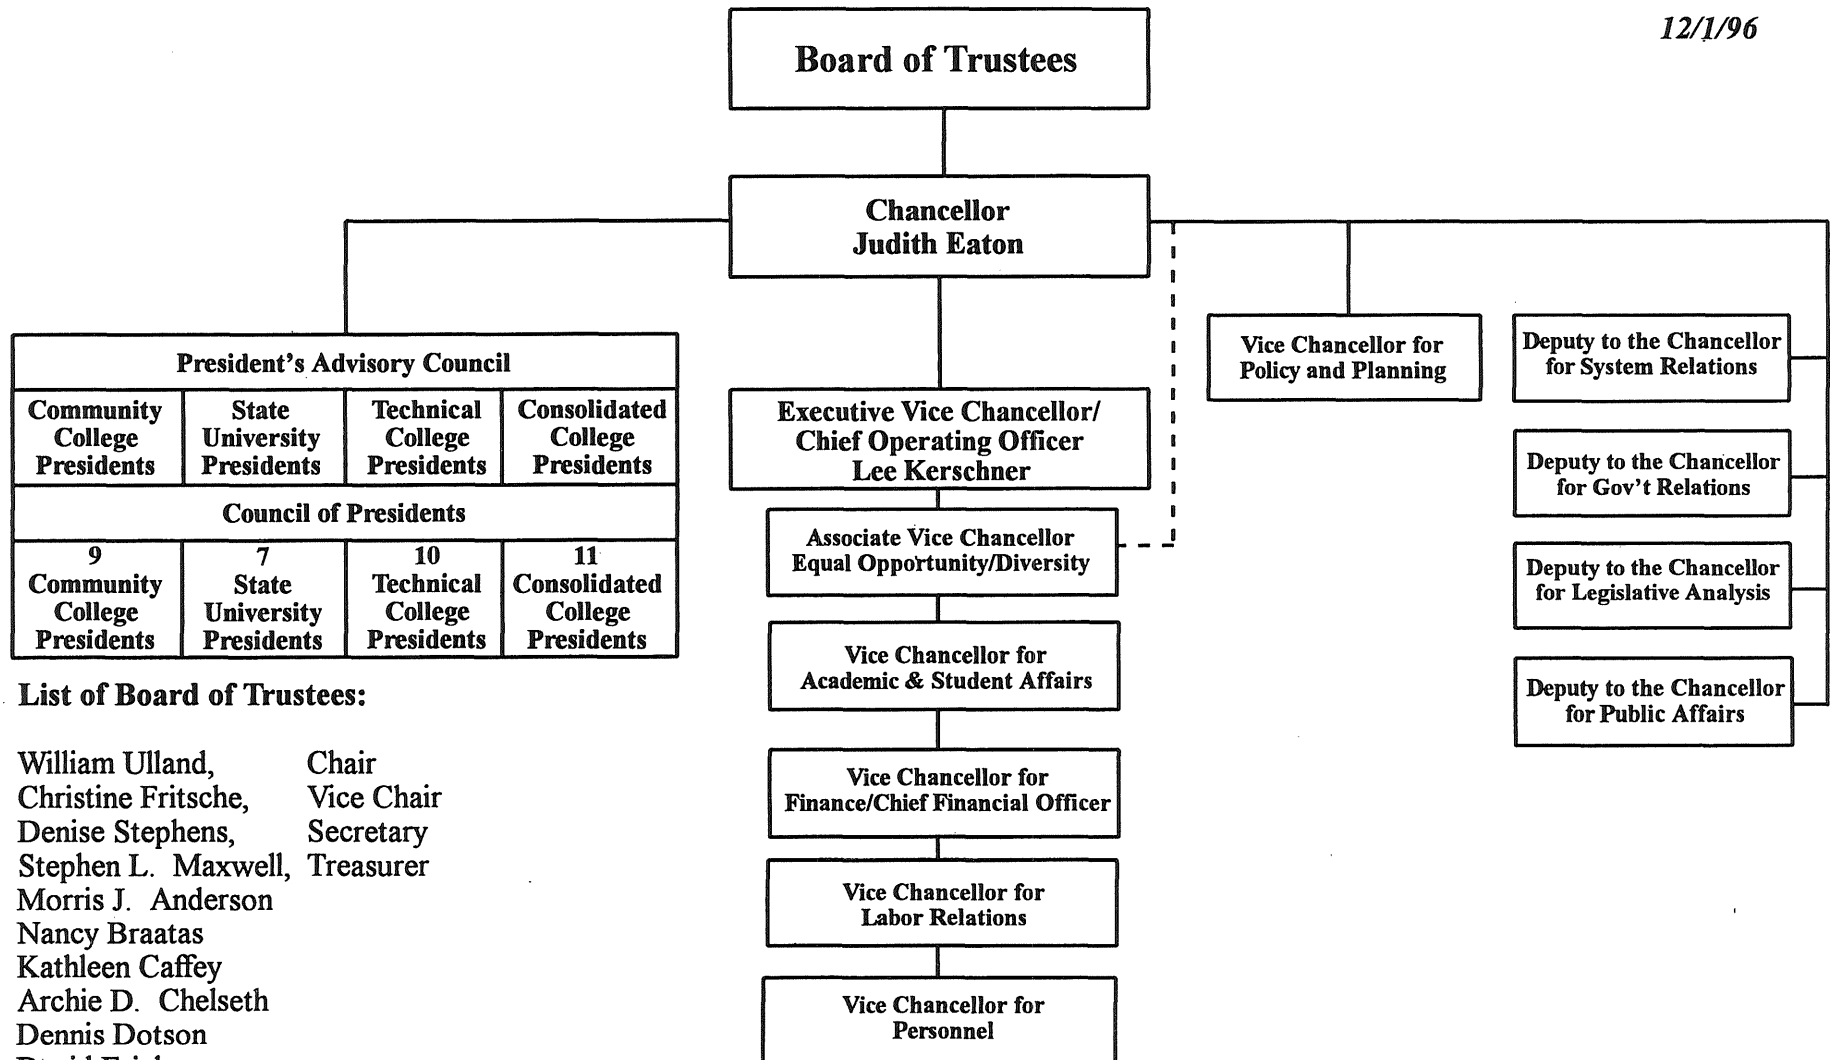 12/1/96
Board of Trustees
Chancellor
Judith Eaton
President's Advisory Council
Community
College
Presidents
State
University
Presidents
Technical
College
Presidents
Consolidated
College
Presidents
Council of Presidents
9
Community
College
Presidents
7
State
University
Presidents
10
Technical
College
Presidents
11
Consolidated
College
Presidents
Executive Vice Chancellor/
Chief Operating Officer
Lee Kerschner
Associate Vice Chancellor
Equal Opportunity/Diversity
Vice Chancellor for
Academic & Student Affairs
Vice Chancellor for
Finance/Chief Financial Officer
Vice Chancellor for
Labor Relations
Vice Chancellor for
Personnel
Vice Chancellor for
Policy and Planning
Deputy to the Chancellor
for System Relations
Deputy to the Chancellor
for Gov't Relations
Deputy to the Chancellor
for Legislative Analysis
Deputy to the Chancellor
for Public Affairs
List of Board of Trustees:
William Ulland, Chair
Christine Fritsche, Vice Chair
Denise Stephens, Secretary
Stephen L. Maxwell, Treasurer
Morris J. Anderson
Nancy Braatas
Kathleen Caffey
Archie D. Chelseth
Dennis Dotson